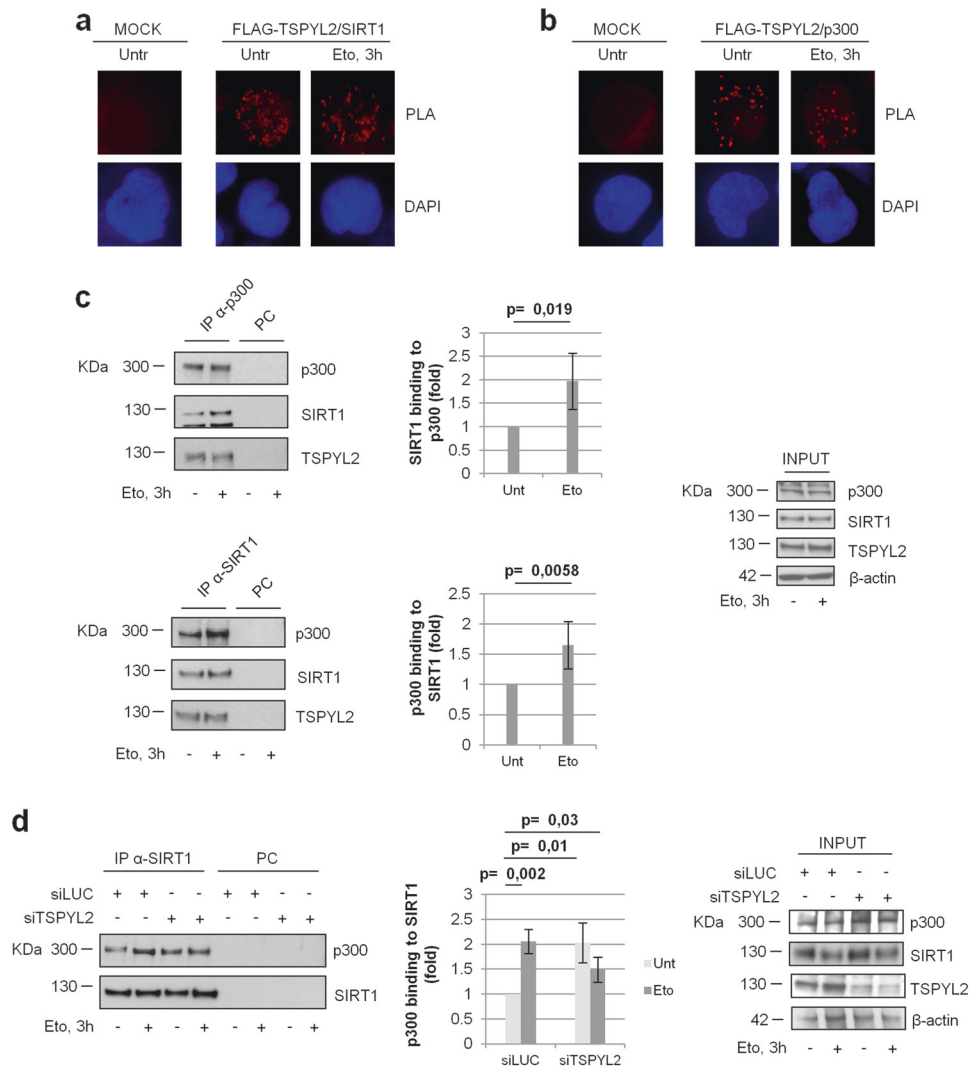 a
MOCK FLAG-TSPYL2/SIRT1
Untr Untr Eto, 3h
PLA
DAPI
b
MOCK FLAG-TSPYL2/p300
Untr Untr Eto, 3h
PLA
DAPI
c
IP α-p300 PC
KDa 300 p300
130 SIRT1
130 TSPYL2
Eto, 3h - + - +
p= 0,019
SIRT1 binding to
p300 (fold)
3
2.5
2
1.5
1
0.5
0
Unt Eto
IP α-SIRT1 PC
KDa 300 p300
130 SIRT1
130 TSPYL2
Eto, 3h - + - +
p= 0,0058
p300 binding to
SIRT1 (fold)
2.5
2
1.5
1
0.5
0
Unt Eto
INPUT
KDa 300 p300
130 SIRT1
130 TSPYL2
42 β-actin
Eto, 3h - +
d
IP α-SIRT1 PC
siLUC + + - - + + - -
siTSPYL2 - - + + - - + +
KDa 300 p300
130 SIRT1
Eto, 3h - + - + - + - +
p= 0,03
p= 0,01
p= 0,002
p300 binding to SIRT1
(fold)
3
2.5
2
1.5
1
0.5
0
siLUC siTSPYL2
Unt
Eto
INPUT
siLUC + + - -
siTSPYL2 - - + +
KDa 300 p300
130 SIRT1
130 TSPYL2
42 β-actin
Eto, 3h - + - +